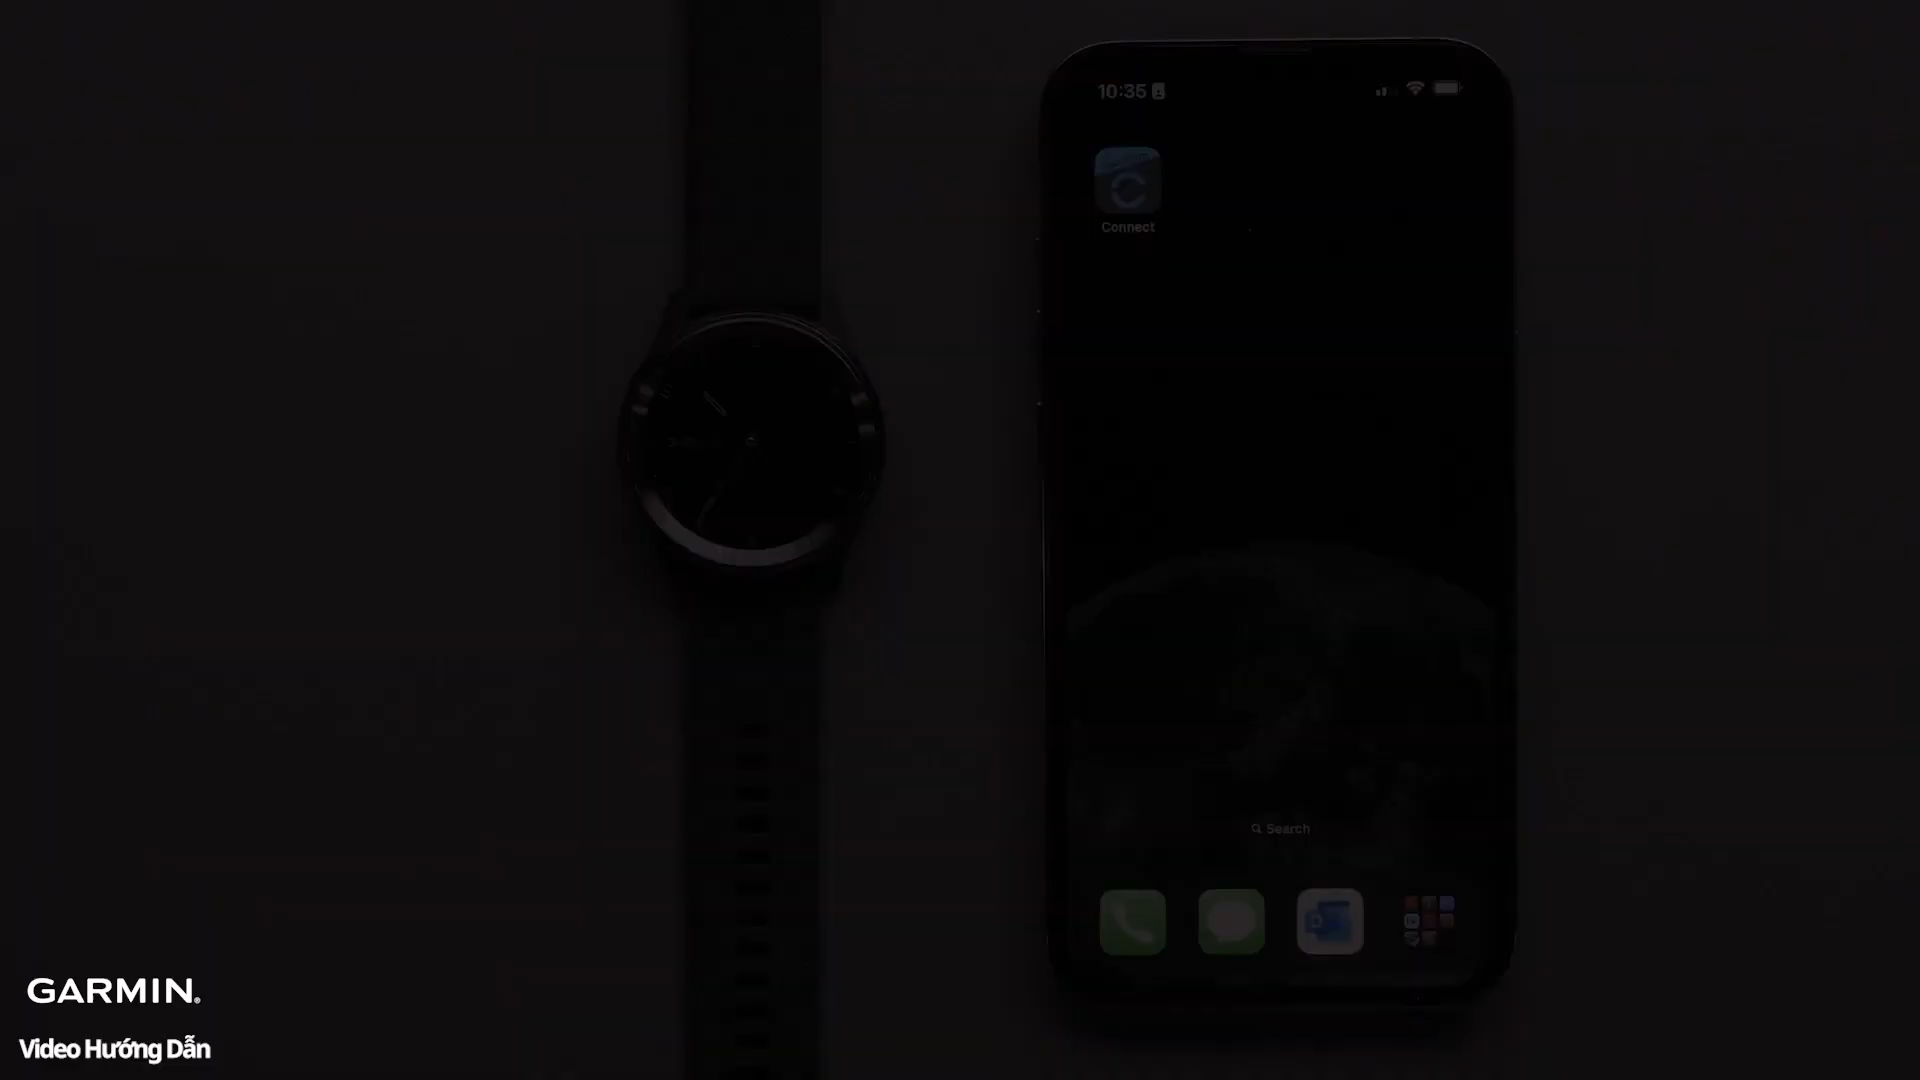 10:35
Connect
Search
GARMIN.
Video Hướng Dẫn